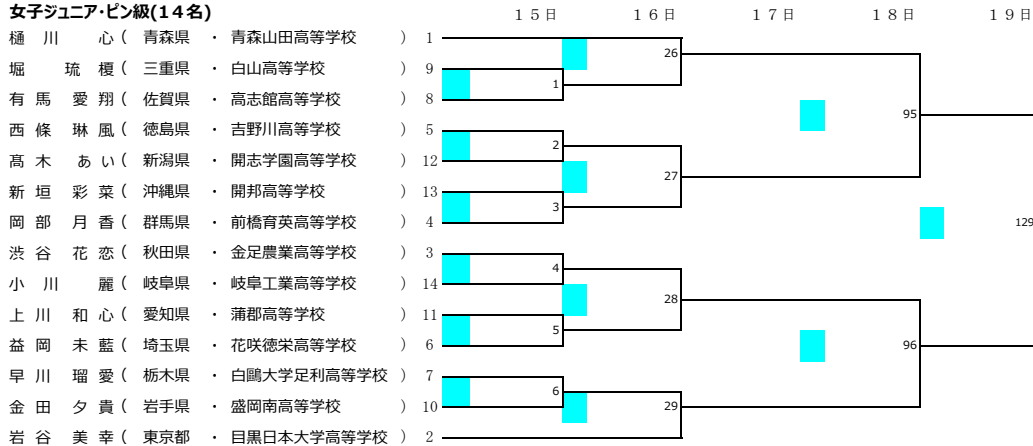 女子ジュニア・ピン級(14名) 15日 16日 17日 18日 19日
樋川 心( 青森県 ・ 青森山田高等学校 ) 1
26
堀 琉榎( 三重県 ・ 白山高等学校 ) 9
1
有馬愛翔( 佐賀県 ・ 高志館高等学校 ) 8
95
西條琳風( 徳島県 ・ 吉野川高等学校 ) 5
2
髙木 あい( 新潟県 ・ 開志学園高等学校 ) 12
27
新垣彩菜( 沖縄県 ・ 開邦高等学校 ) 13
3
岡部月香( 群馬県 ・ 前橋育英高等学校 ) 4
129
渋谷花恋( 秋田県 ・ 金足農業高等学校 ) 3
4
小川 麗( 岐阜県 ・ 岐阜工業高等学校 ) 14
28
上川和心( 愛知県 ・ 蒲郡高等学校 ) 11
5
益岡未藍( 埼玉県 ・ 花咲徳栄高等学校 ) 6
96
早川瑠愛( 栃木県 ・ 白鷗大学足利高等学校 ) 7
6
金田夕貴( 岩手県 ・ 盛岡南高等学校 ) 10
29
岩谷美幸( 東京都 ・ 目黒日本大学高等学校 ) 2